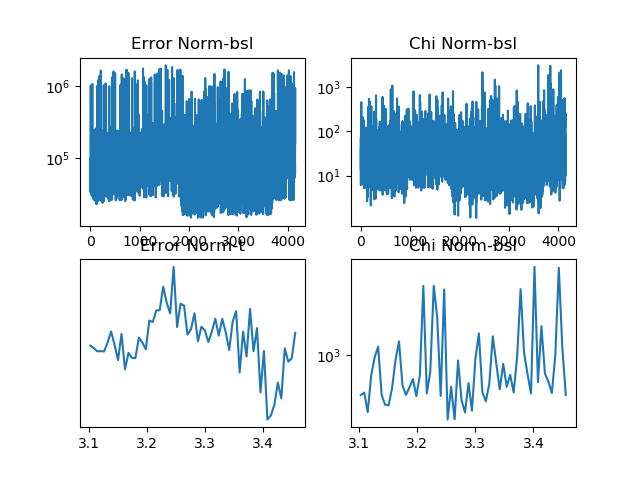 Error Norm-bsl
Chi Norm-bsl
10^6
10^5
10^3
10^2
10^1
0 1000 2000 3000 4000
0 1000 2000 3000 4000
Error Norm-t
Chi Norm-bsl
10^3
3.1 3.2 3.3 3.4
3.1 3.2 3.3 3.4